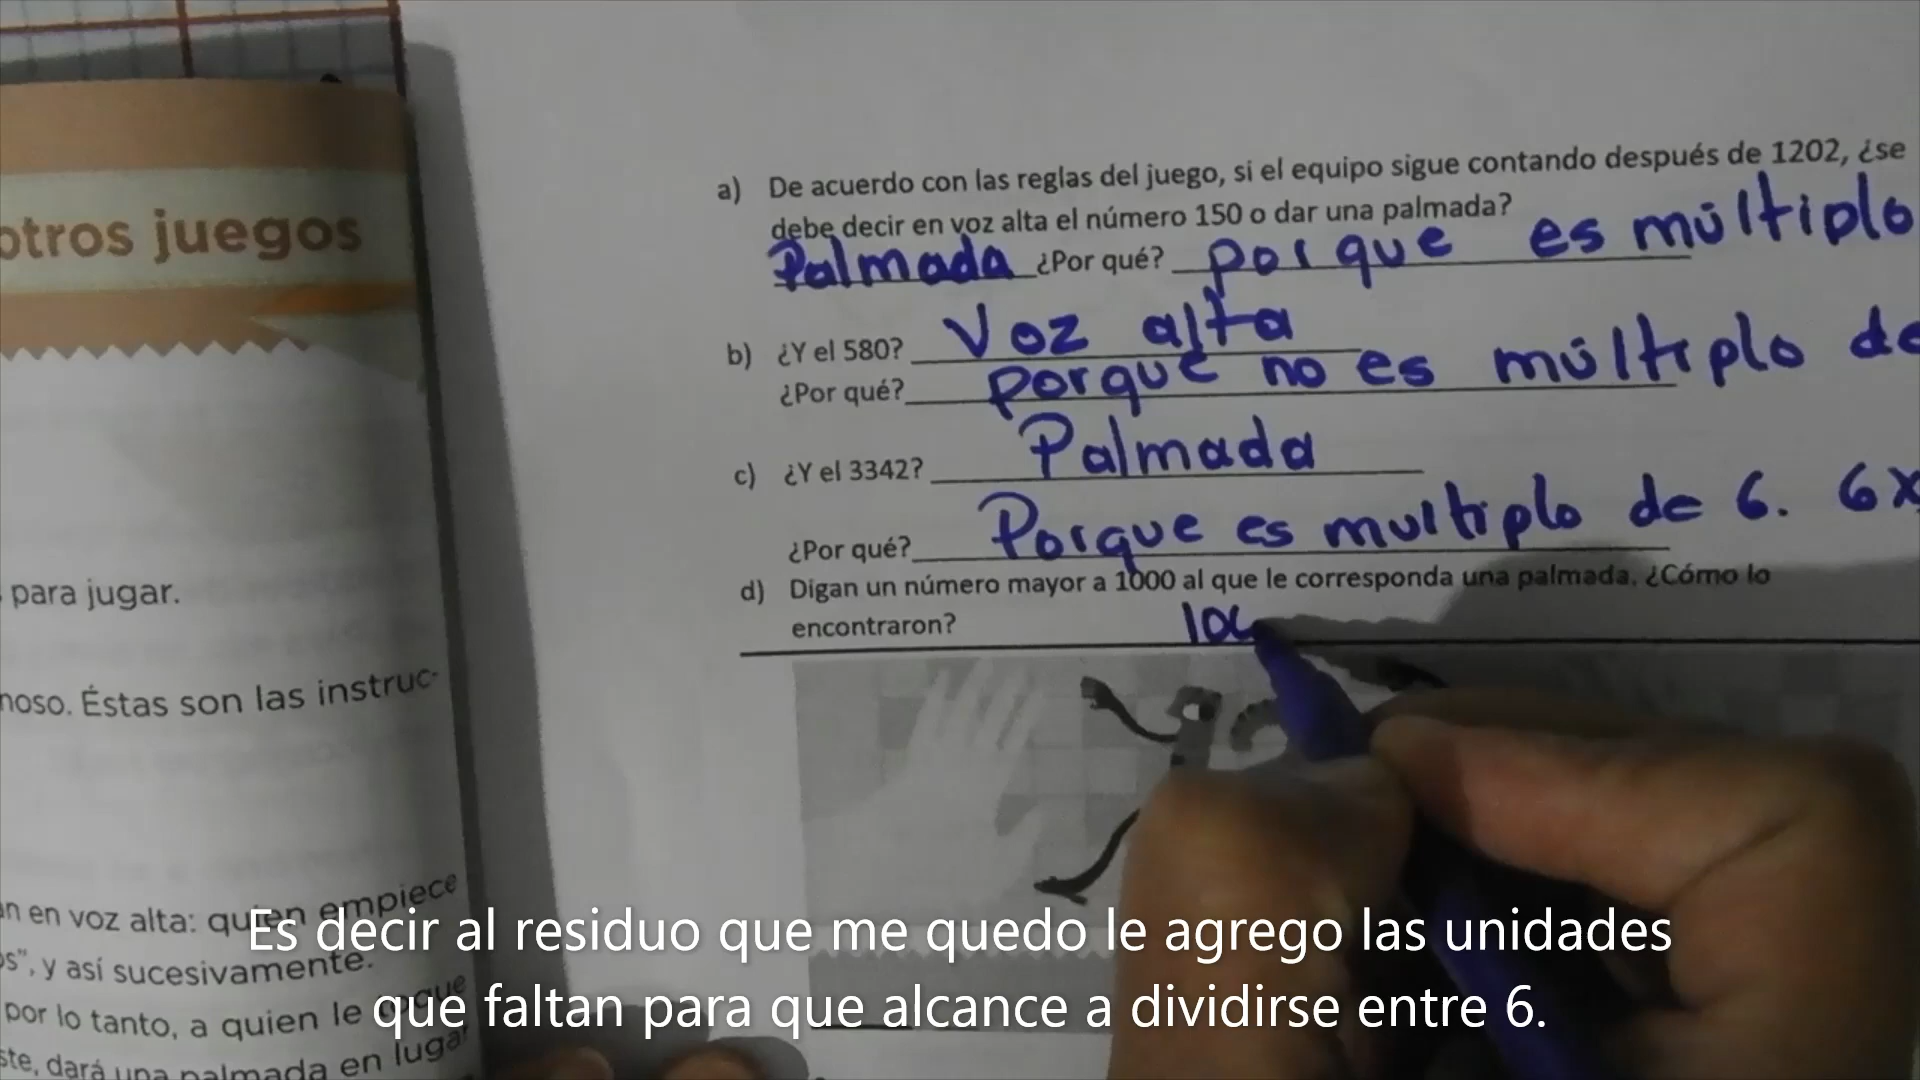 otros juegos
para jugar.
Éstas son las instruc-
en voz alta: quien empiece
y así sucesivamente.
por lo tanto, a quien le toque
dará una palmada en lugar
a) De acuerdo con las reglas del juego, si el equipo sigue contando después de 1202, ¿se
debe decir en voz alta el número 150 o dar una palmada?
Palmada ¿Por qué? porque es múltiplo
b) ¿Y el 580? Voz alta
¿Por qué? porque no es múltiplo de
c) ¿Y el 3342? Palmada
¿Por qué? Porque es multiplo de 6. 6x
d) Digan un número mayor a 1000 al que le corresponda una palmada. ¿Cómo lo
encontraron?
Es decir al residuo que me quedo le agrego las unidades
que faltan para que alcance a dividirse entre 6.